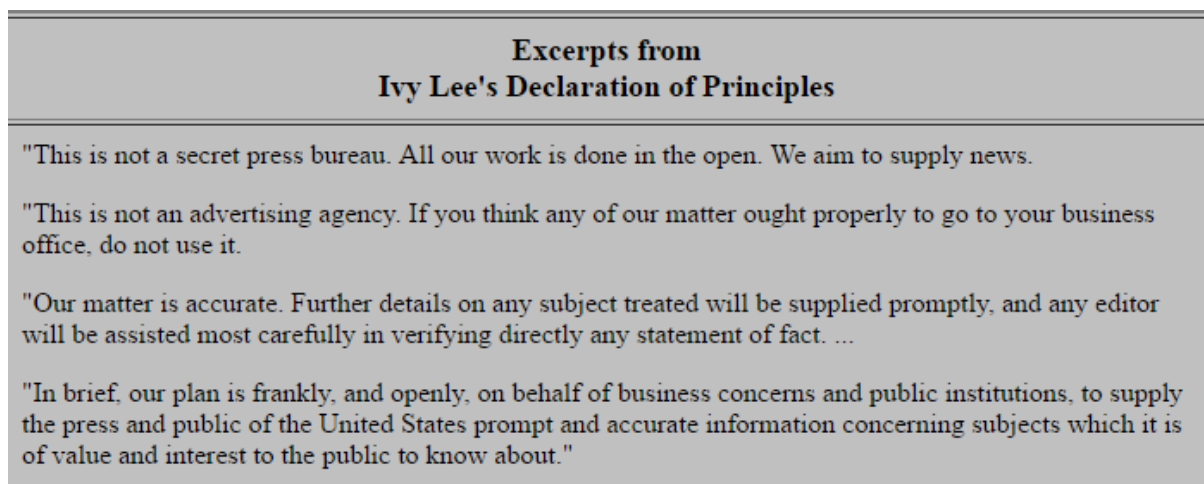 Excerpts from
Ivy Lee's Declaration of Principles
"This is not a secret press bureau. All our work is done in the open. We aim to supply news.
"This is not an advertising agency. If you think any of our matter ought properly to go to your business
office, do not use it.
"Our matter is accurate. Further details on any subject treated will be supplied promptly, and any editor
will be assisted most carefully in verifying directly any statement of fact. ...
"In brief, our plan is frankly, and openly, on behalf of business concerns and public institutions, to supply
the press and public of the United States prompt and accurate information concerning subjects which it is
of value and interest to the public to know about."